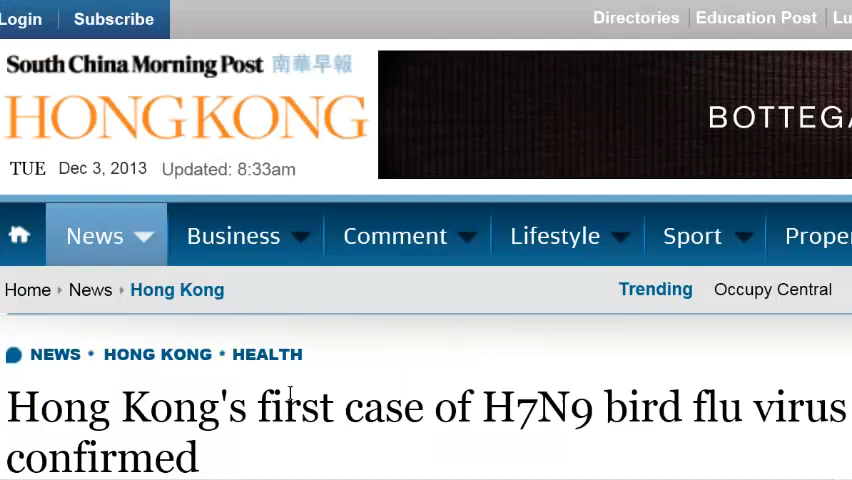 Login Subscribe Directories Education Post
South China Morning Post 南華早報
HONG KONG
BOTTEGA
TUE Dec 3, 2013 Updated: 8:33am
News Business Comment Lifestyle Sport
Home News Hong Kong Trending Occupy Central
NEWS • HONG KONG • HEALTH
Hong Kong's first case of H7N9 bird flu virus
confirmed